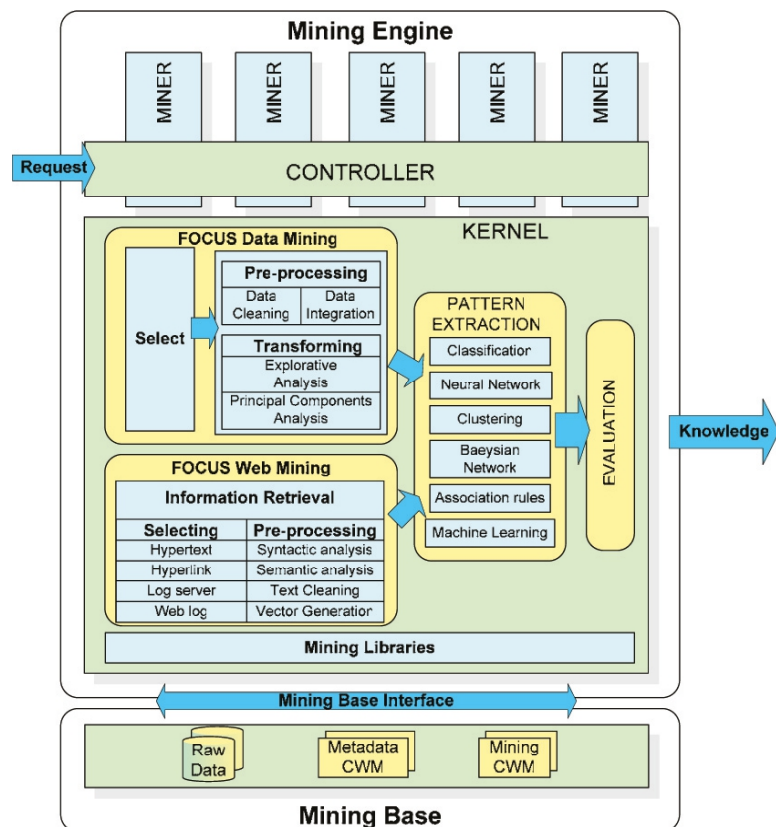 Mining Engine
MINER
MINER
MINER
MINER
MINER
Request
CONTROLLER
KERNEL
FOCUS Data Mining
Select
Pre-processing
Data
Cleaning
Data
Integration
Transforming
Explorative
Analysis
Principal Components
Analysis
FOCUS Web Mining
Information Retrieval
Selecting
Pre-processing
Hypertext
Syntactic analysis
Hyperlink
Semantic analysis
Log server
Text Cleaning
Web log
Vector Generation
PATTERN
EXTRACTION
Classification
Neural Network
Clustering
Baeysian
Network
Association rules
Machine Learning
EVALUATION
Knowledge
Mining Libraries
Mining Base Interface
Raw
Data
Metadada
CWM
Mining
CWM
Mining Base